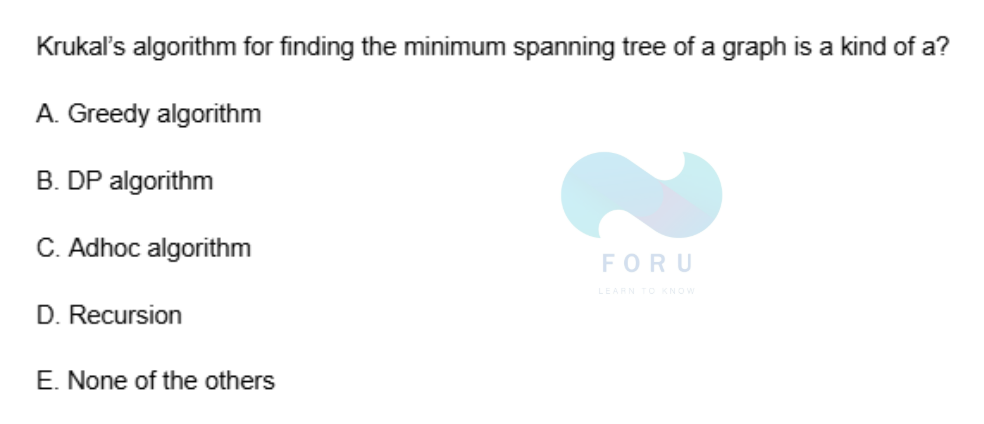 Krukal's algorithm for finding the minimum spanning tree of a graph is a kind of a?
A. Greedy algorithm
B. DP algorithm
C. Adhoc algorithm
FORU
LEARN TO KNOW
D. Recursion
E. None of the others